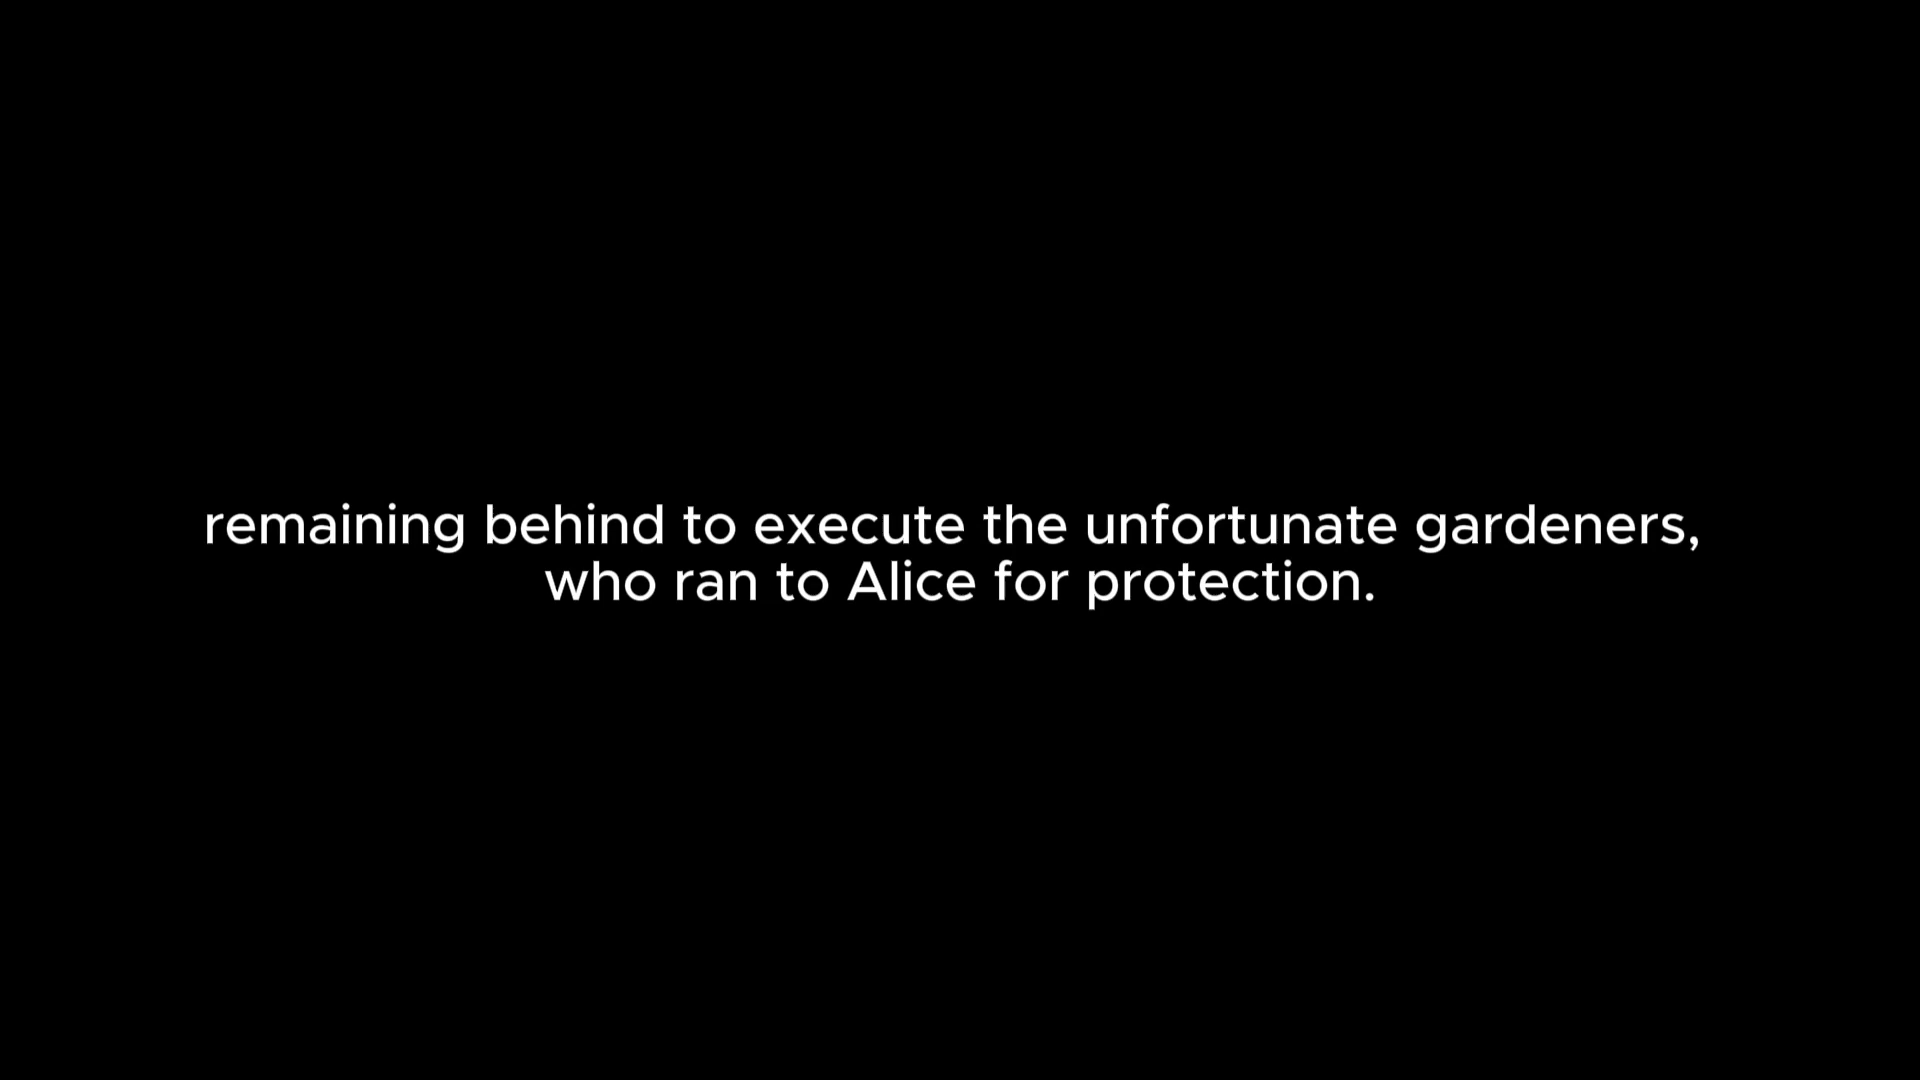 remaining behind to execute the unfortunate gardeners,
who ran to Alice for protection.